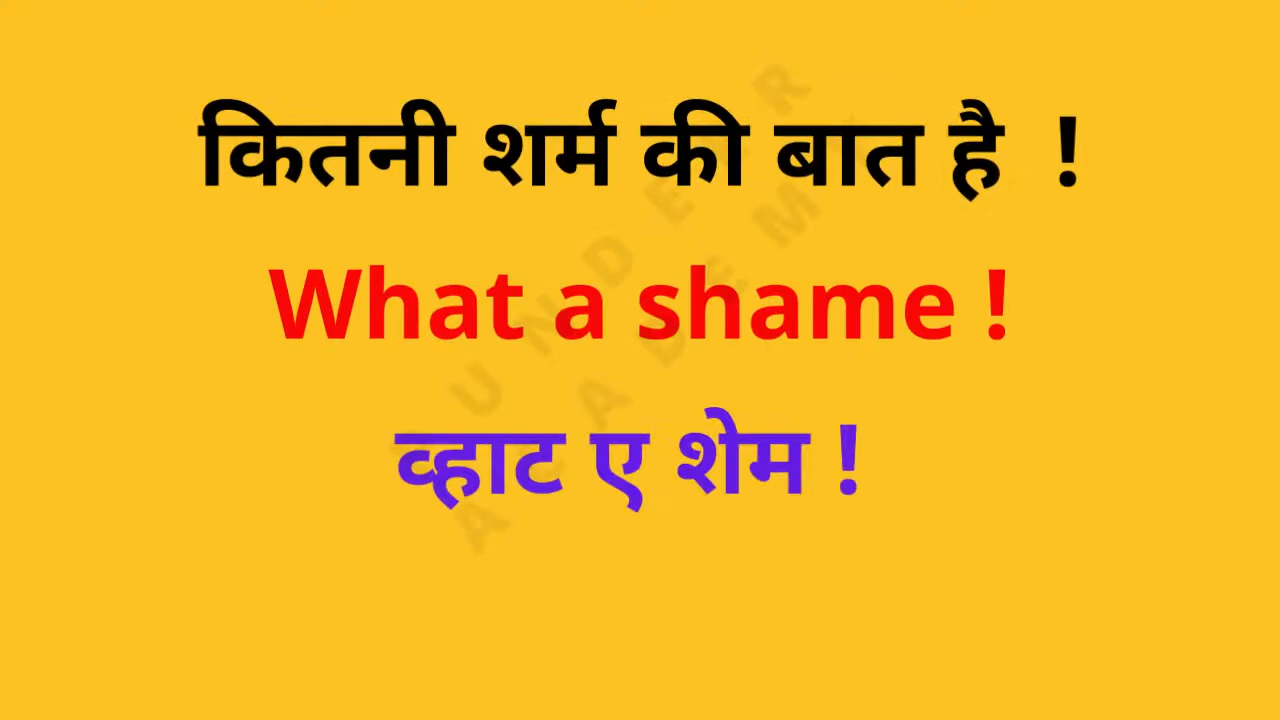 कितनी शर्म की बात है !
What a shame !
व्हाट ए शेम !